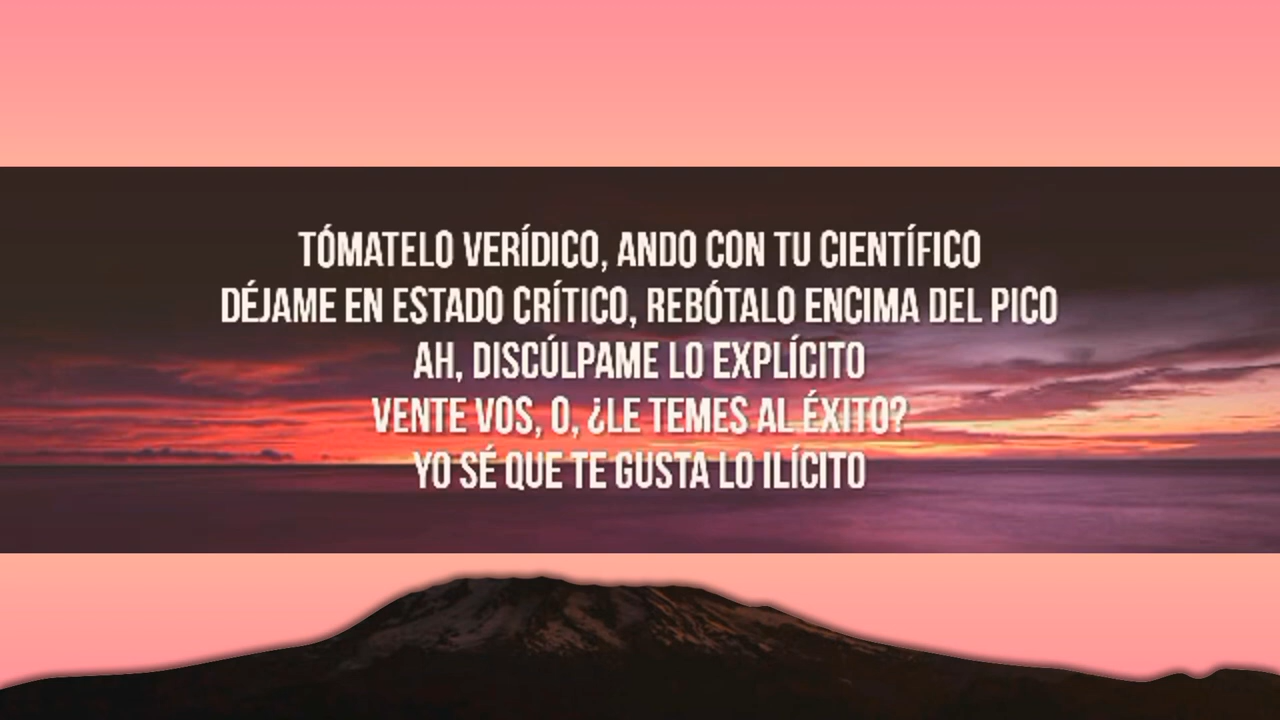 TÓMATELO VERÍDICO, ANDO CON TU CIENTÍFICO
DÉJAME EN ESTADO CRÍTICO, REBÓTALO ENCIMA DEL PICO
AH, DISCÚLPAME LO EXPLÍCITO
VENTE VOS, O, ¿LE TEMES AL ÉXITO?
YO SÉ QUE TE GUSTA LO ILÍCITO